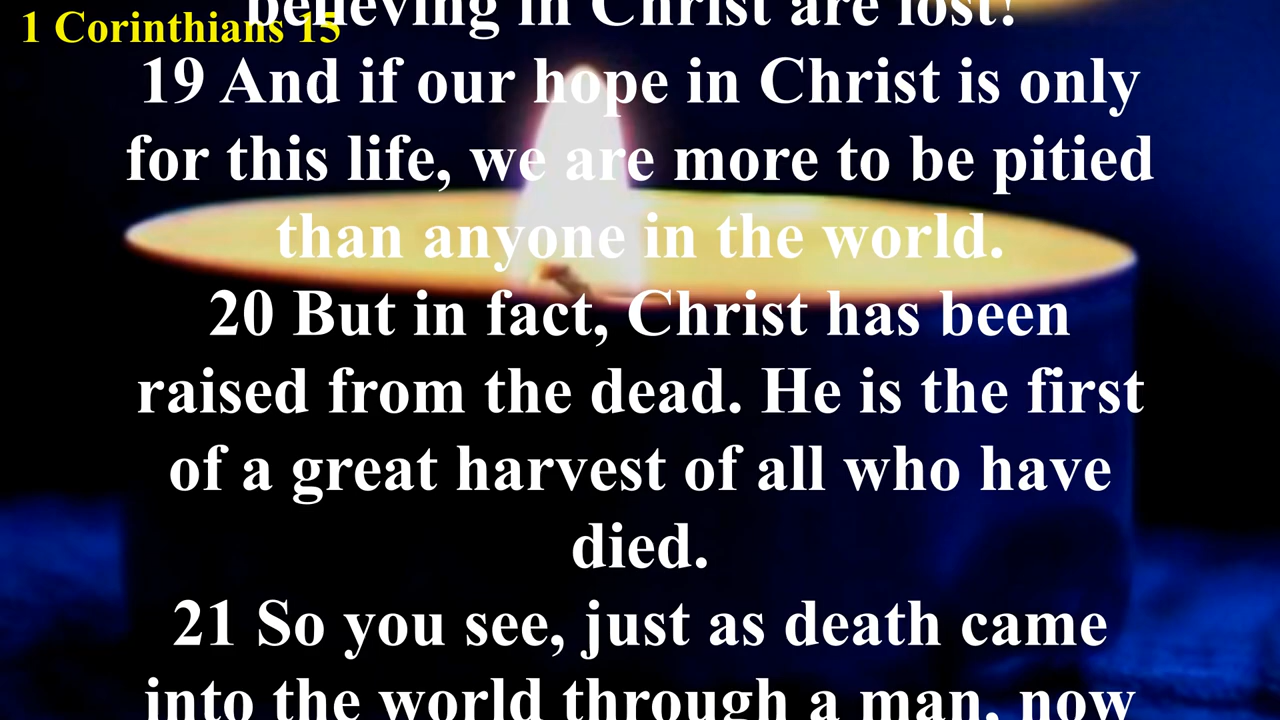 believing in Christ are lost!
1 Corinthians 15
19 And if our hope in Christ is only
for this life, we are more to be pitied
than anyone in the world.
20 But in fact, Christ has been
raised from the dead. He is the first
of a great harvest of all who have
died.
21 So you see, just as death came
into the world through a man, now